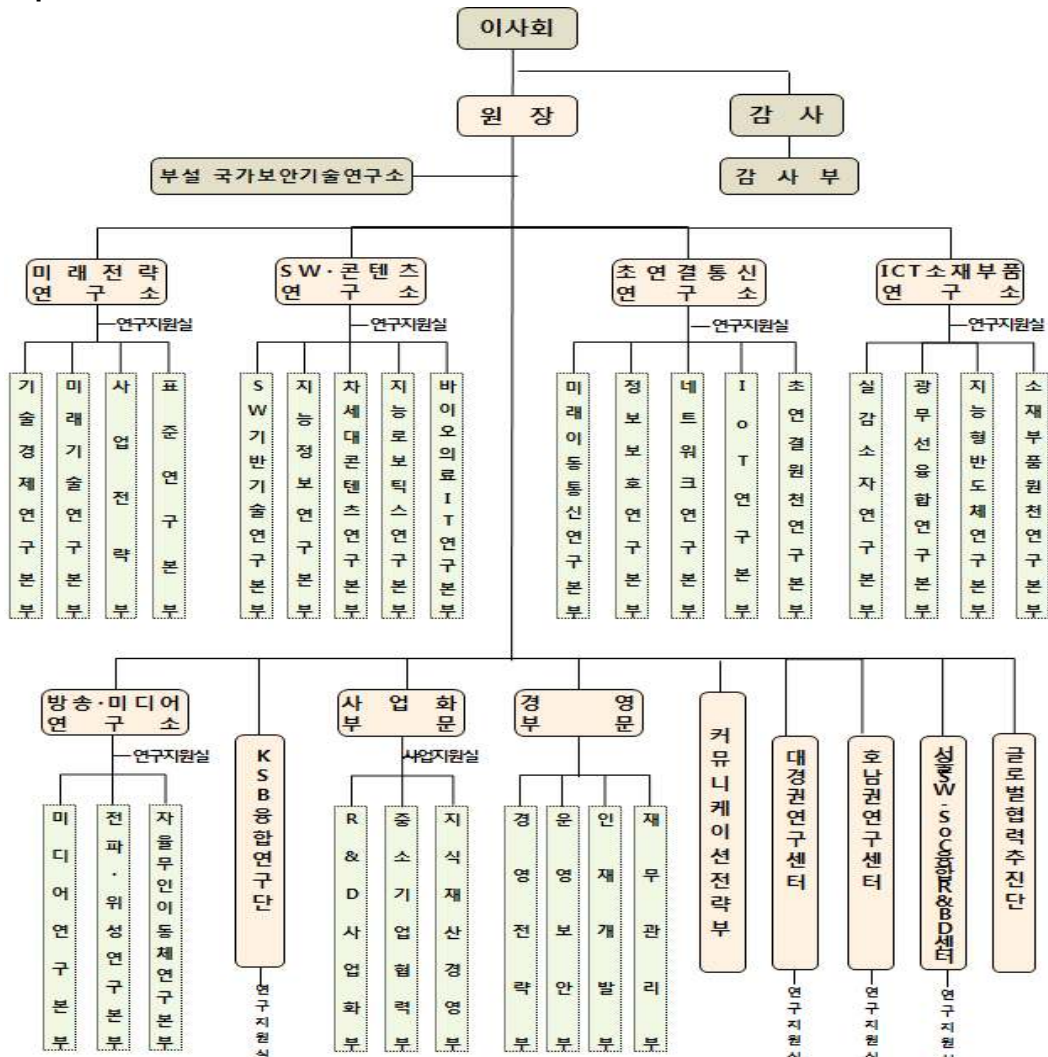 이사회
원 장
감 사
부설 국가보안기술연구소
감 사 부
미 래 전 략
연 구 소
SW·콘텐츠
연 구 소
초연결통신
연 구 소
ICT소재부품
연 구 소
연구지원실
연구지원실
연구지원실
연구지원실
기술경제연구본부
미래기술연구본부
사업전략부
표준연구본부
SW기반기술연구본부
지능정보연구본부
차세대콘텐츠연구본부
지능로보틱스연구본부
바이오의료IT연구본부
미래이동통신연구본부
정보보호연구본부
네트워크연구본부
IoT연구본부
초연결원천연구본부
실감소자연구본부
광무선융합연구본부
지능형반도체연구본부
소재부품원천연구본부
방송·미디어
연 구 소
사 업 화
부 문
경 영
부 문
연구지원실
사업지원실
미디어연구본부
전파·위성연구본부
자율무인이동체연구본부
KSB융합연구단
연구지원실
R&D사업화부
중소기업협력부
지식재산경영부
경영전략부
운영보안부
인재개발부
재무관리부
커뮤니케이션전략부
대경권연구센터
연구지원실
호남권연구센터
연구지원실
서울SW-SoC융합R&BD센터
연구지원실
글로벌협력추진단